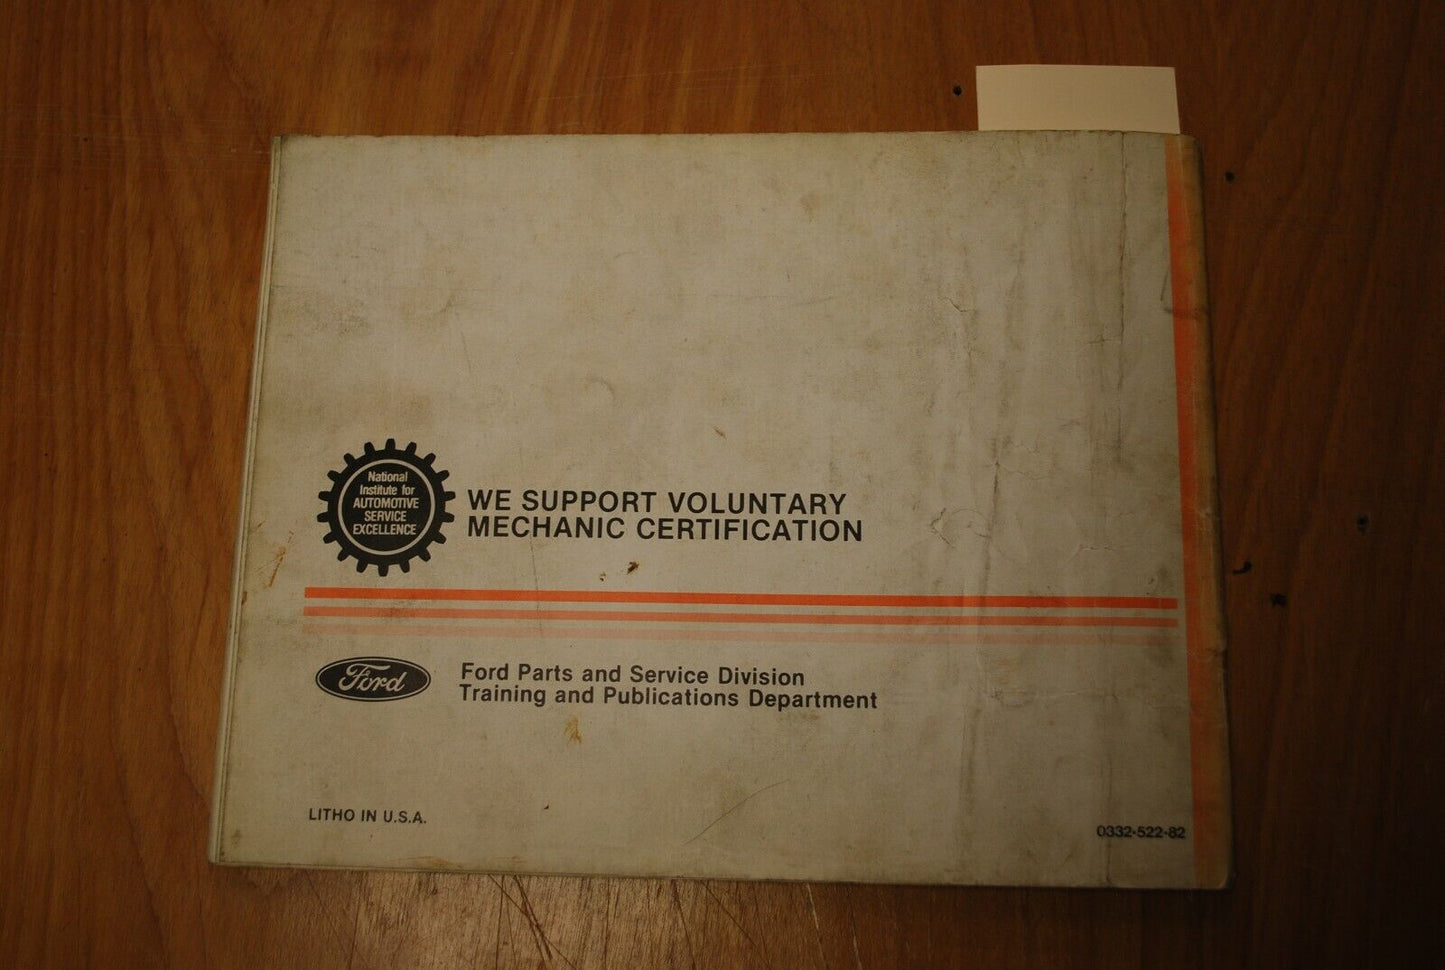 National
Institute for
AUTOMOTIVE
SERVICE
EXCELLENCE
WE SUPPORT VOLUNTARY
MECHANIC CERTIFICATION
Ford
Ford Parts and Service Division
Training and Publications Department
LITHO IN U.S.A.
0332-522-82